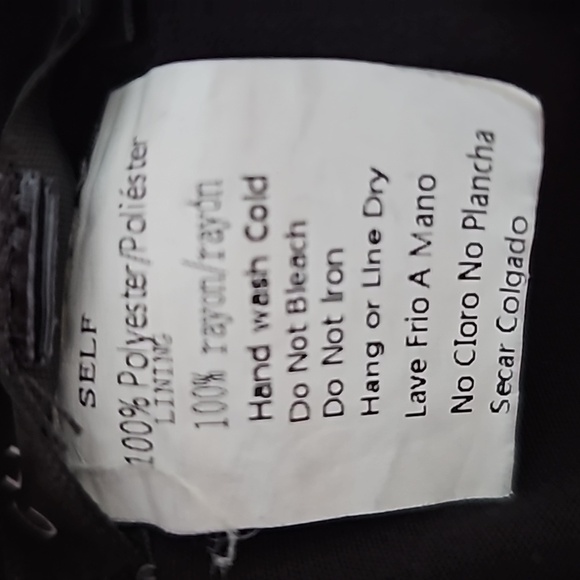 SELF
100% Polyester/Poliéster
LINING
100% rayon/rayón
Hand wash Cold
Do Not Bleach
Do Not Iron
Hang or LIne Dry
Lave Frio A Mano
No Cloro No Plancha
Secar Colgado